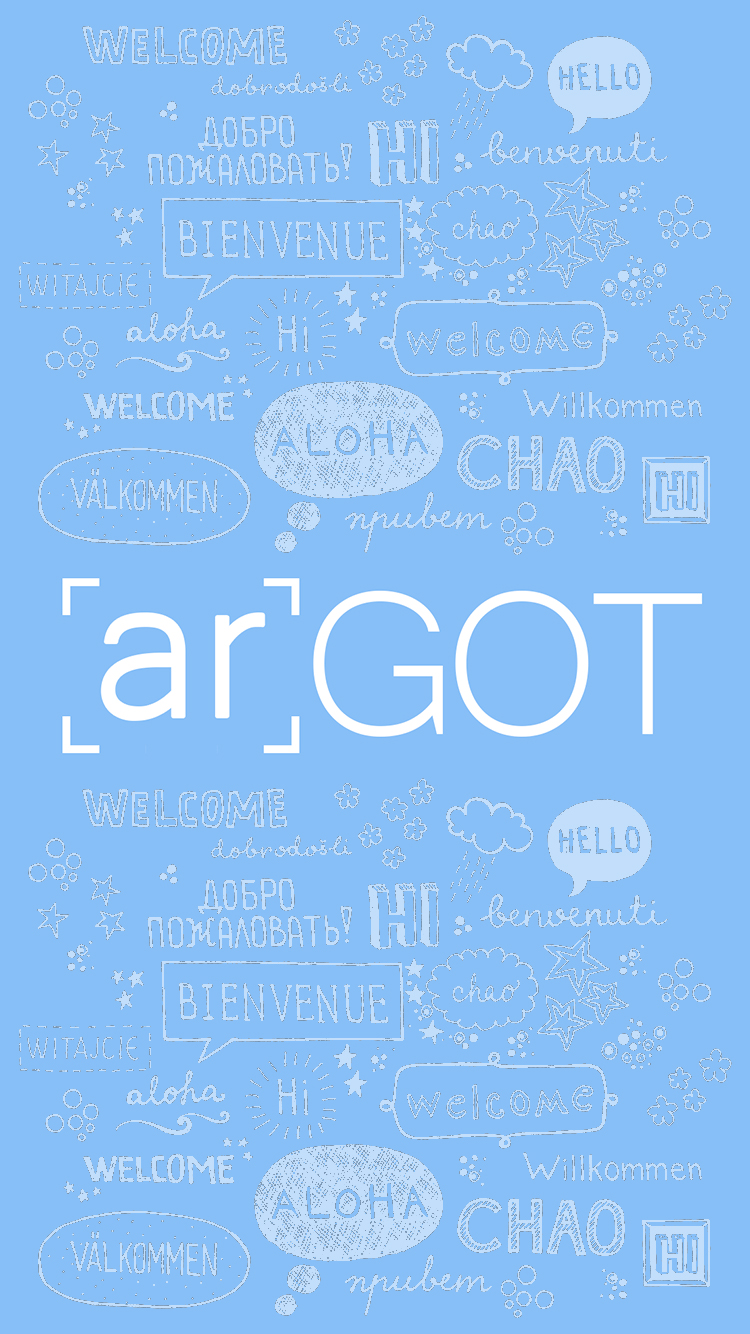 WELCOME
dobrodošli
HELLO
ДОБРО
ПОЖАЛОВАТЬ!
HI
benvenuti
BIENVENUE
chao
WITAJCIE
aloha
Hi
welcome
WELCOME
ALOHA
Willkommen
CHAO
HI
VÄLKOMMEN
привет
[ar]GOT
WELCOME
dobrodošli
HELLO
ДОБРО
ПОЖАЛОВАТЬ!
HI
benvenuti
BIENVENUE
chao
WITAJCIE
aloha
Hi
welcome
WELCOME
ALOHA
Willkommen
CHAO
HI
VÄLKOMMEN
привет